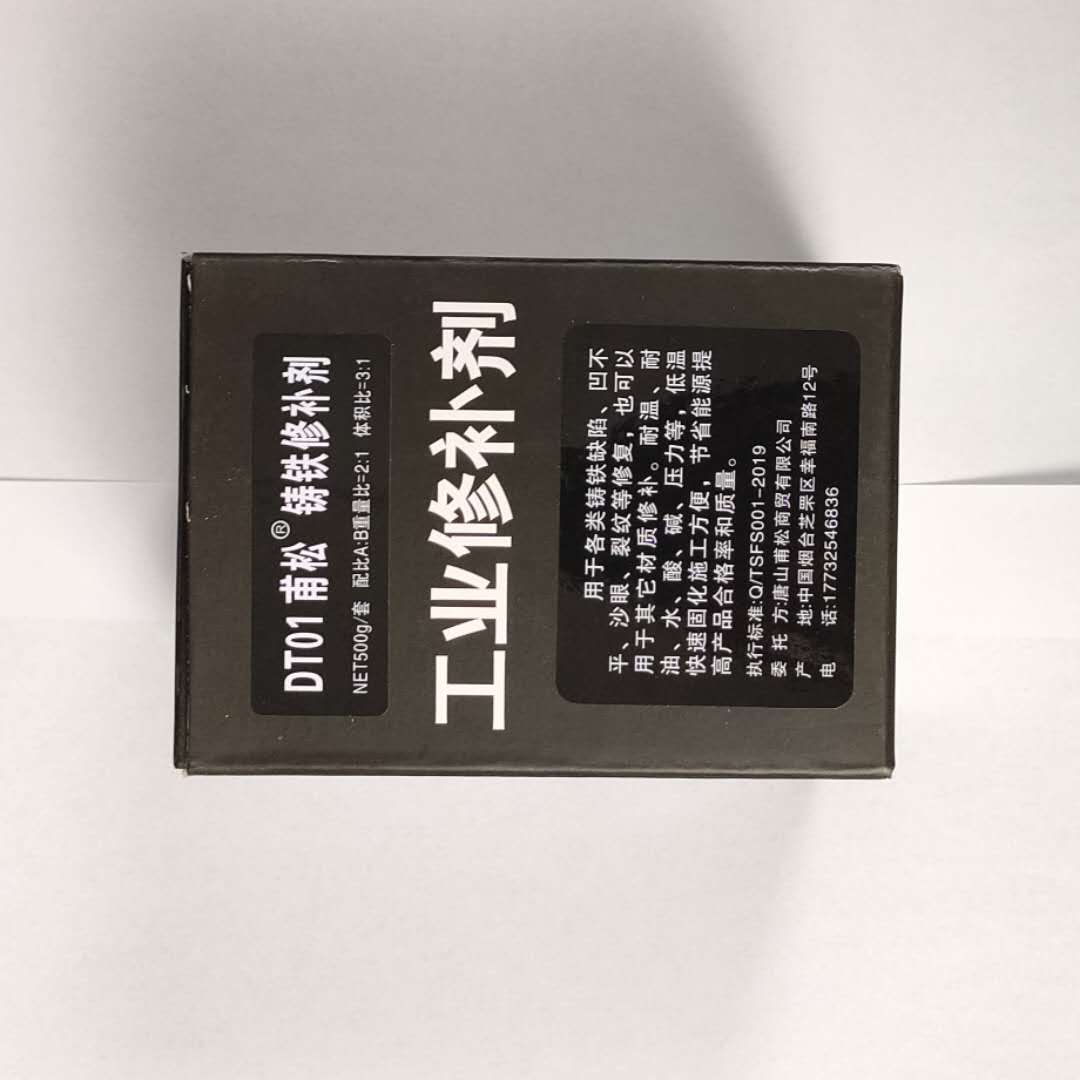 DT01甫松® 铸铁修补剂
NET500g/套 配比A:B重量比=2:1 体积比=3:1
工业修补剂
用于各类铸铁缺陷、凹不
平、沙眼、裂纹等修复，也可以
用于其它材质修补。耐温、耐
油、水、酸、碱、压力等，低温
快速固化施工方便，节省能源提
高产品合格率和质量。
执行标准:Q/TSFS001-2019
委托方:唐山甫松商贸有限公司
产地:中国烟台芝罘区幸福南路12号
电话:17732546836